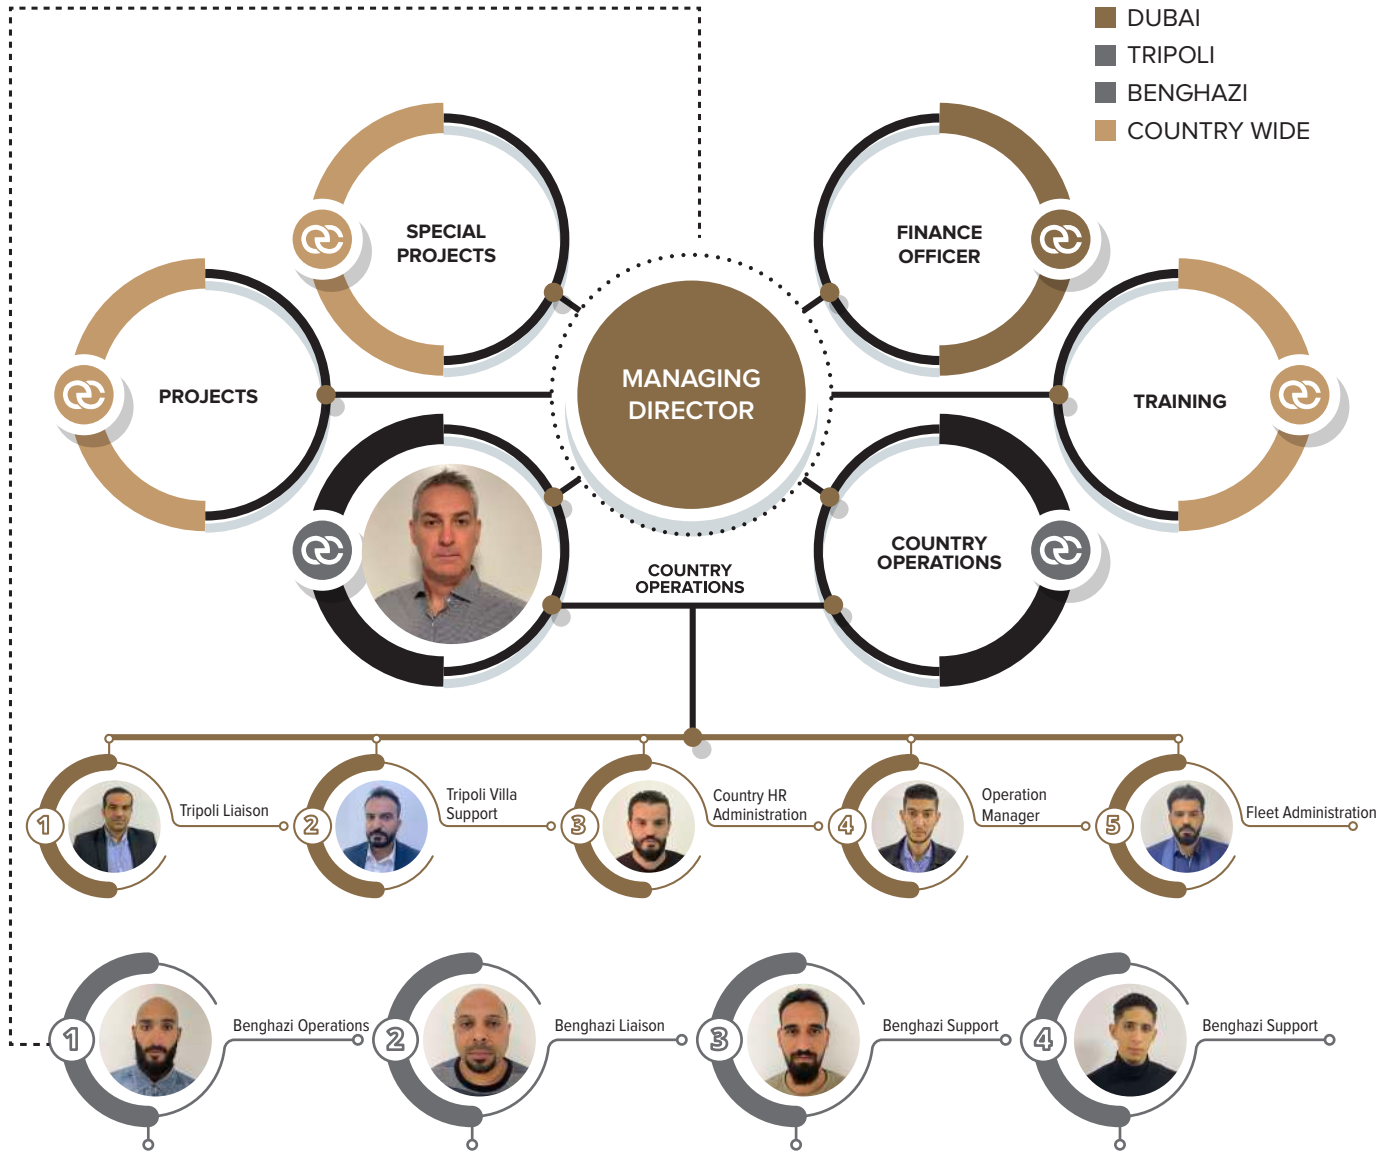 DUBAI
TRIPOLI
BENGHAZI
COUNTRY WIDE
SPECIAL
PROJECTS
FINANCE
OFFICER
PROJECTS
MANAGING
DIRECTOR
TRAINING
COUNTRY
OPERATIONS
COUNTRY
OPERATIONS
1
Tripoli Liaison
2
Tripoli Villa
Support
3
Country HR
Administration
4
Operation
Manager
5
Fleet Administration
1
Benghazi Operations
2
Benghazi Liaison
3
Benghazi Support
4
Benghazi Support